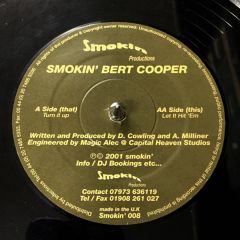 Smokin
Productions
SMOKIN' BERT COOPER
A Side (that)
Turn it up
AA Side (this)
Let It Hit 'Em
Written and Produced by D. Cowling and A. Milliner
Engineered by Magic Alec @ Capital Heaven Studios
℗© 2001 smokin'
Info / DJ Bookings etc...
Smokin
Productions
Contact 07973 636119
Tel / Fax 01908 261 027
made in the U.K
Smokin' 008